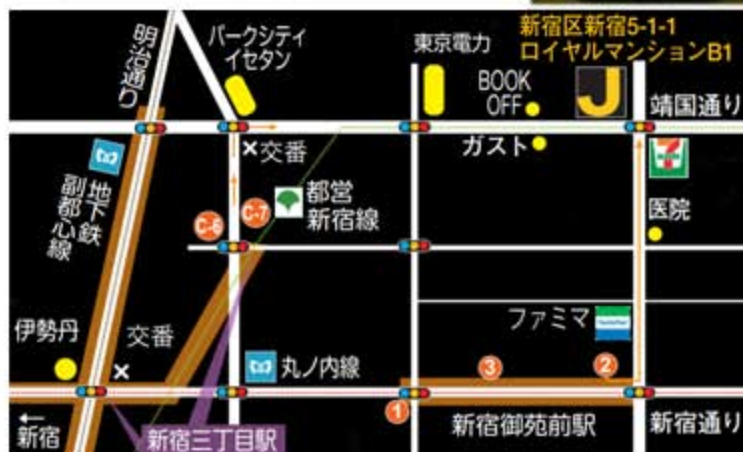 新宿区新宿5-1-1
ロイヤルマンションB1
明治通り
パークシティ
イセタン
東京電力
BOOK
OFF
J
靖国通り
×交番
ガスト
地下鉄
副都心線
C-6
C-7
都営
新宿線
医院
ファミマ
伊勢丹
交番
×
丸ノ内線
3
2
1
←
新宿
新宿三丁目駅
新宿御苑前駅
新宿通り